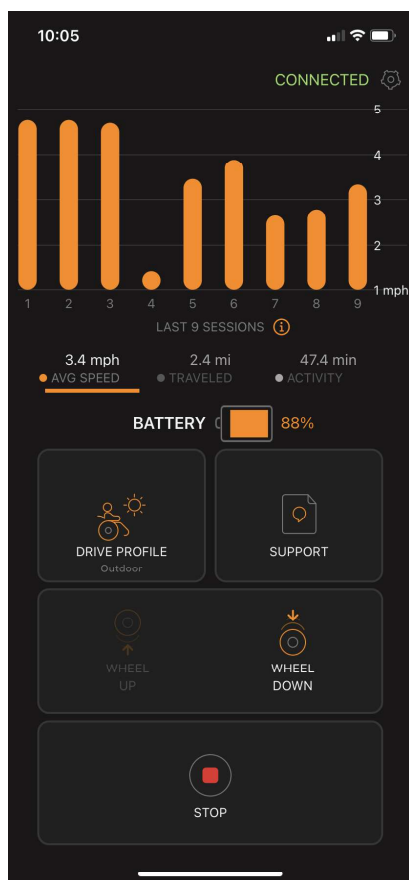 10:05
CONNECTED
5
4
3
2
1 mph
1 2 3 4 5 6 7 8 9
LAST 9 SESSIONS
3.4 mph 2.4 mi 47.4 min
AVG SPEED TRAVELED ACTIVITY
BATTERY 88%
DRIVE PROFILE SUPPORT
Outdoor
WHEEL WHEEL
UP DOWN
STOP